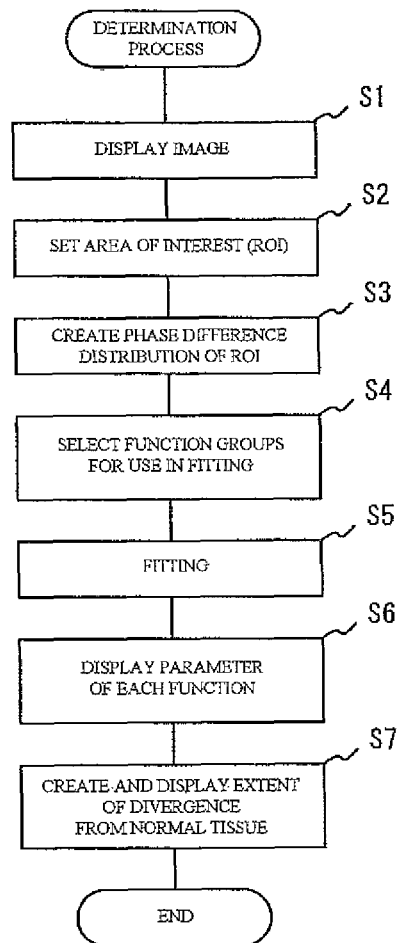 DETERMINATION
PROCESS
S1
DISPLAY IMAGE
S2
SET AREA OF INTEREST (ROI)
S3
CREATE PHASE DIFFERENCE
DISTRIBUTION OF ROI
S4
SELECT FUNCTION GROUPS
FOR USE IN FITTING
S5
FITTING
S6
DISPLAY PARAMETER
OF EACH FUNCTION
S7
CREATE AND DISPLAY EXTENT
OF DIVERGENCE
FROM NORMAL TISSUE
END